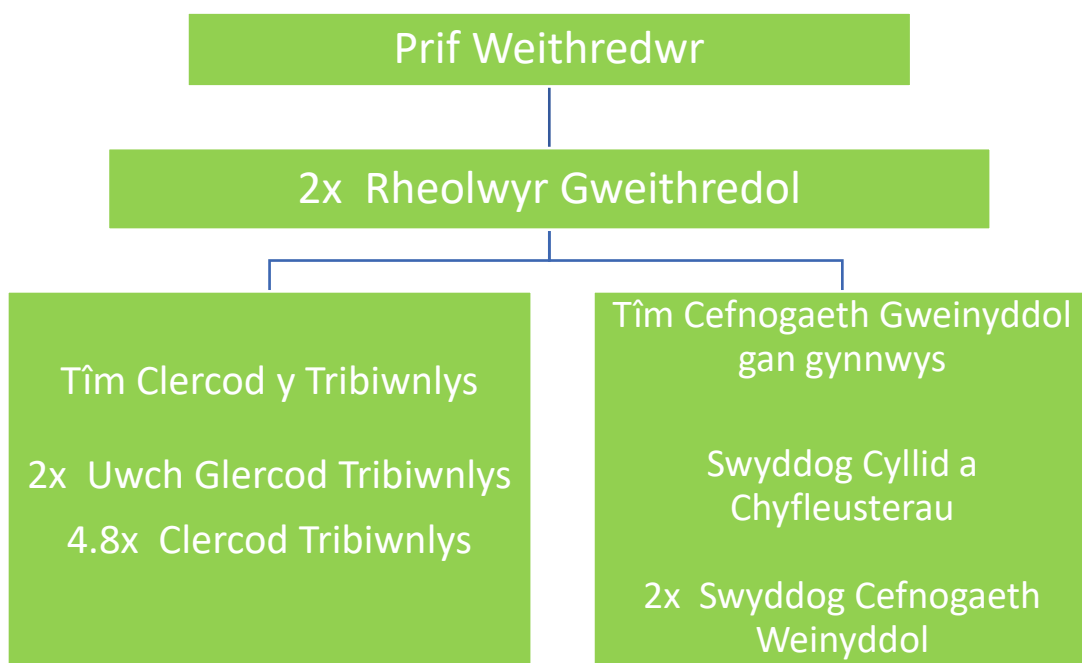 Prif Weithredwr
2x Rheolwyr Gweithredol
Tîm Clercod y Tribiwnlys
2x Uwch Glercod Tribiwnlys
4.8x Clercod Tribiwnlys
Tîm Cefnogaeth Gweinyddol
gan gynnwys
Swyddog Cyllid a
Chyfleusterau
2x Swyddog Cefnogaeth
Weinyddol